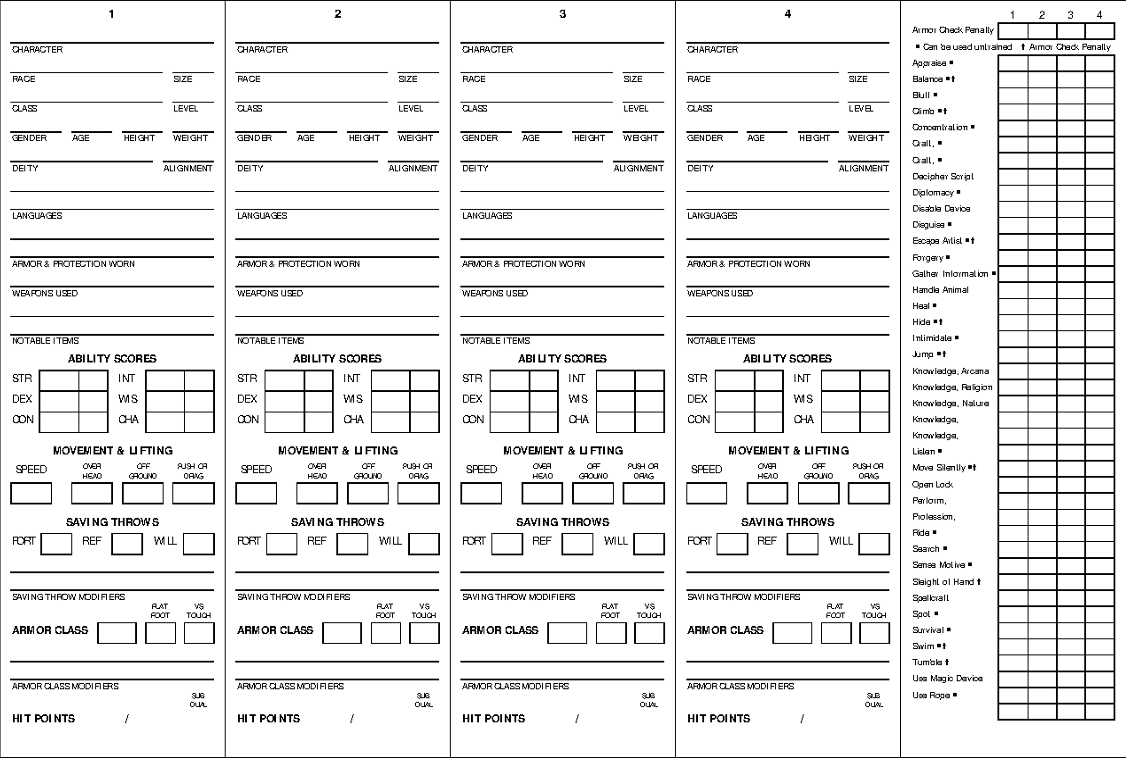 1
CHARACTER
RACE SIZE
CLASS LEVEL
GENDER AGE HEIGHT WEIGHT
DEITY ALIGNMENT
LANGUAGES
ARMOR & PROTECTION WORN
WEAPONS USED
NOTABLE ITEMS
ABILITY SCORES
STR INT
DEX WIS
CON CHA
MOVEMENT & LIFTING
SPEED OVER HEAD OFF GROUND PUSH OR DRAG
SAVING THROWS
FORT REF WILL
SAVING THROW MODIFIERS
FLAT FOOT VS TOUCH
ARMOR CLASS
ARMOR CLASS MODIFIERS
SUB DUAL
HIT POINTS /
2
CHARACTER
RACE SIZE
CLASS LEVEL
GENDER AGE HEIGHT WEIGHT
DEITY ALIGNMENT
LANGUAGES
ARMOR & PROTECTION WORN
WEAPONS USED
NOTABLE ITEMS
ABILITY SCORES
STR INT
DEX WIS
CON CHA
MOVEMENT & LIFTING
SPEED OVER HEAD OFF GROUND PUSH OR DRAG
SAVING THROWS
FORT REF WILL
SAVING THROW MODIFIERS
FLAT FOOT VS TOUCH
ARMOR CLASS
ARMOR CLASS MODIFIERS
SUB DUAL
HIT POINTS /
3
CHARACTER
RACE SIZE
CLASS LEVEL
GENDER AGE HEIGHT WEIGHT
DEITY ALIGNMENT
LANGUAGES
ARMOR & PROTECTION WORN
WEAPONS USED
NOTABLE ITEMS
ABILITY SCORES
STR INT
DEX WIS
CON CHA
MOVEMENT & LIFTING
SPEED OVER HEAD OFF GROUND PUSH OR DRAG
SAVING THROWS
FORT REF WILL
SAVING THROW MODIFIERS
FLAT FOOT VS TOUCH
ARMOR CLASS
ARMOR CLASS MODIFIERS
SUB DUAL
HIT POINTS /
4
CHARACTER
RACE SIZE
CLASS LEVEL
GENDER AGE HEIGHT WEIGHT
DEITY ALIGNMENT
LANGUAGES
ARMOR & PROTECTION WORN
WEAPONS USED
NOTABLE ITEMS
ABILITY SCORES
STR INT
DEX WIS
CON CHA
MOVEMENT & LIFTING
SPEED OVER HEAD OFF GROUND PUSH OR DRAG
SAVING THROWS
FORT REF WILL
SAVING THROW MODIFIERS
FLAT FOOT VS TOUCH
ARMOR CLASS
ARMOR CLASS MODIFIERS
SUB DUAL
HIT POINTS /
1 2 3 4
Armor Check Penalty
■ Can be used untrained † Armor Check Penalty
Appraise ■
Balance ■†
Bluff ■
Climb ■†
Concentration ■
Craft, ■
Craft, ■
Decipher Script
Diplomacy ■
Disable Device
Disguise ■
Escape Artist ■†
Forgery ■
Gather Information ■
Handle Animal
Heal ■
Hide ■†
Intimidate ■
Jump ■†
Knowledge, Arcana
Knowledge, Religion
Knowledge, Nature
Knowledge,
Knowledge,
Listen ■
Move Silently ■†
Open Lock
Perform,
Profession,
Ride ■
Search ■
Sense Motive ■
Sleight of Hand †
Spellcraft
Spot ■
Survival ■
Swim ■†
Tumble †
Use Magic Device
Use Rope ■